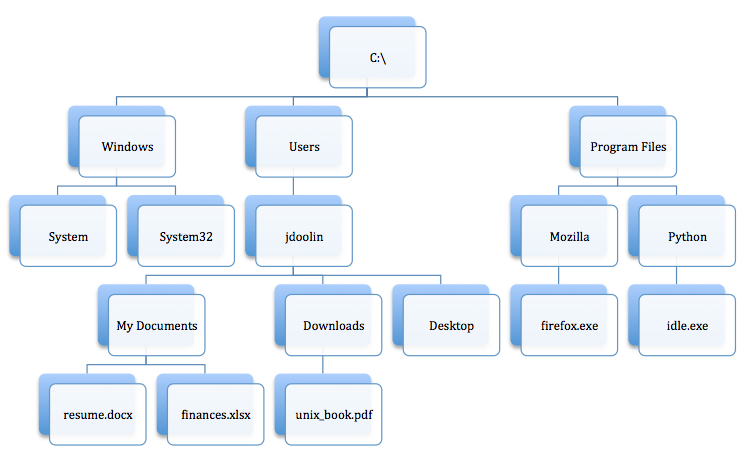 C:\
Windows
Users
Program Files
System
System32
jdoolin
Mozilla
Python
My Documents
Downloads
Desktop
firefox.exe
idle.exe
resume.docx
finances.xlsx
unix_book.pdf